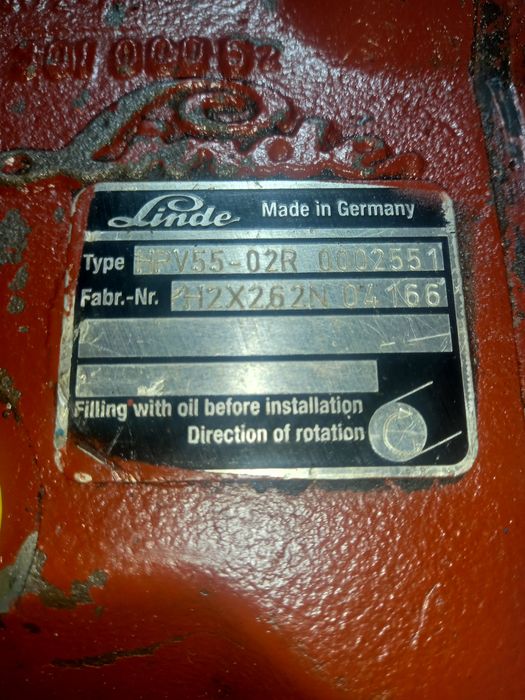 Linde
Linde Made in Germany
Type HPV55-02R 0002551
Fabr.-Nr. H2X262N 04166
Filling with oil before installation
Direction of rotation